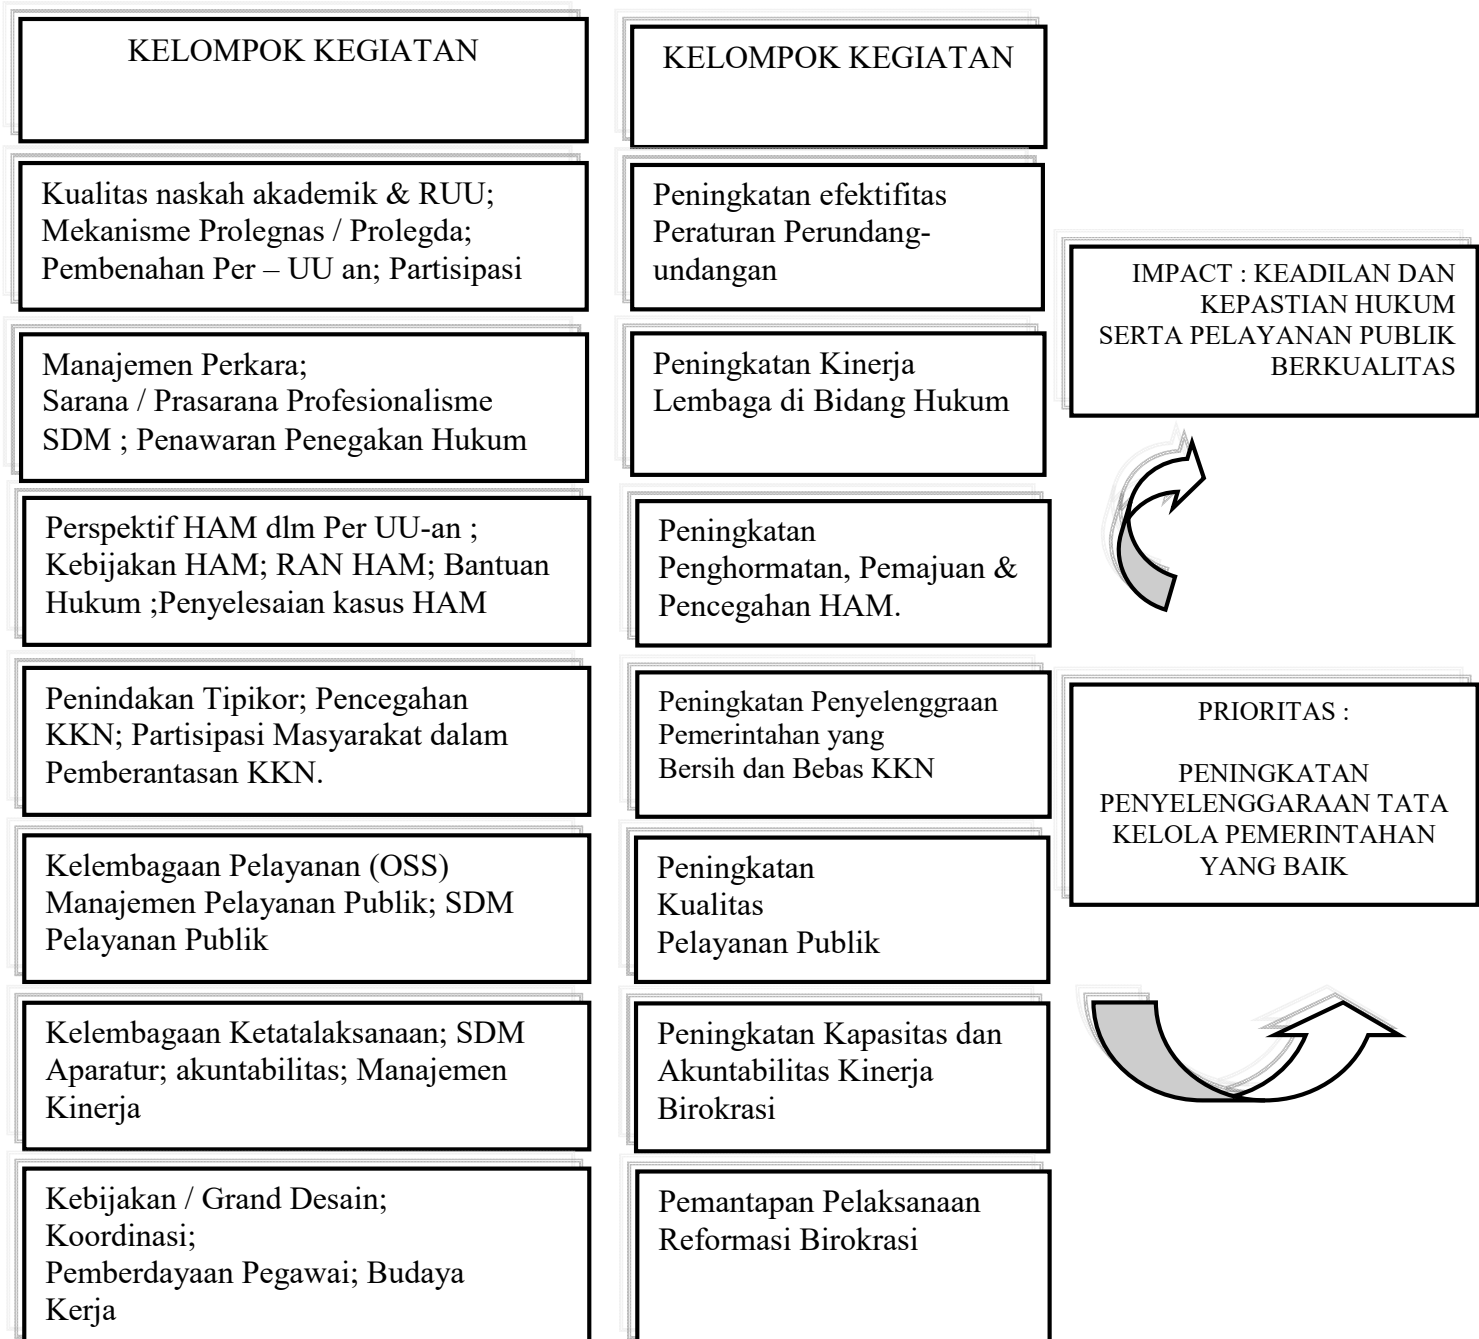 KELOMPOK KEGIATAN
KELOMPOK KEGIATAN
Kualitas naskah akademik & RUU;
Mekanisme Prolegnas / Prolegda;
Pembenahan Per – UU an; Partisipasi
Peningkatan efektifitas
Peraturan Perundang-
undangan
Manajemen Perkara;
Sarana / Prasarana Profesionalisme
SDM ; Penawaran Penegakan Hukum
Peningkatan Kinerja
Lembaga di Bidang Hukum
Perspektif HAM dlm Per UU-an ;
Kebijakan HAM; RAN HAM; Bantuan
Hukum ;Penyelesaian kasus HAM
Peningkatan
Penghormatan, Pemajuan &
Pencegahan HAM.
Penindakan Tipikor; Pencegahan
KKN; Partisipasi Masyarakat dalam
Pemberantasan KKN.
Peningkatan Penyelenggraan
Pemerintahan yang
Bersih dan Bebas KKN
Kelembagaan Pelayanan (OSS)
Manajemen Pelayanan Publik; SDM
Pelayanan Publik
Peningkatan
Kualitas
Pelayanan Publik
Kelembagaan Ketatalaksanaan; SDM
Aparatur; akuntabilitas; Manajemen
Kinerja
Peningkatan Kapasitas dan
Akuntabilitas Kinerja
Birokrasi
Kebijakan / Grand Desain;
Koordinasi;
Pemberdayaan Pegawai; Budaya
Kerja
Pemantapan Pelaksanaan
Reformasi Birokrasi
IMPACT : KEADILAN DAN
KEPASTIAN HUKUM
SERTA PELAYANAN PUBLIK
BERKUALITAS
PRIORITAS :
PENINGKATAN
PENYELENGGARAAN TATA
KELOLA PEMERINTAHAN
YANG BAIK